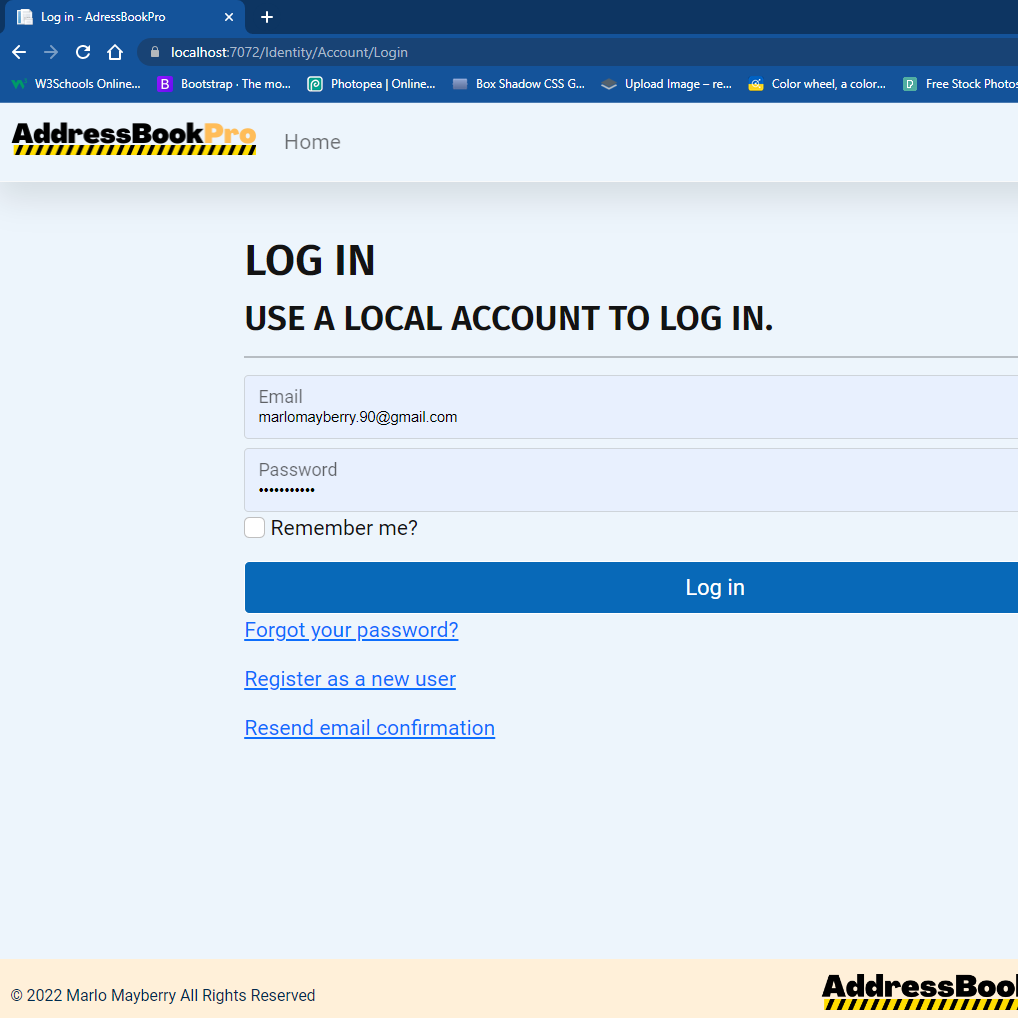 Log in - AdressBookPro
localhost:7072/Identity/Account/Login
W3Schools Online... Bootstrap · The mo... Photopea | Online... Box Shadow CSS G... Upload Image – re... Color wheel, a color... Free Stock Photos
AddressBookPro Home
LOG IN
USE A LOCAL ACCOUNT TO LOG IN.
Email
marlomayberry.90@gmail.com
Password
•••••••••••
Remember me?
Log in
Forgot your password?
Register as a new user
Resend email confirmation
© 2022 Marlo Mayberry All Rights Reserved AddressBoo